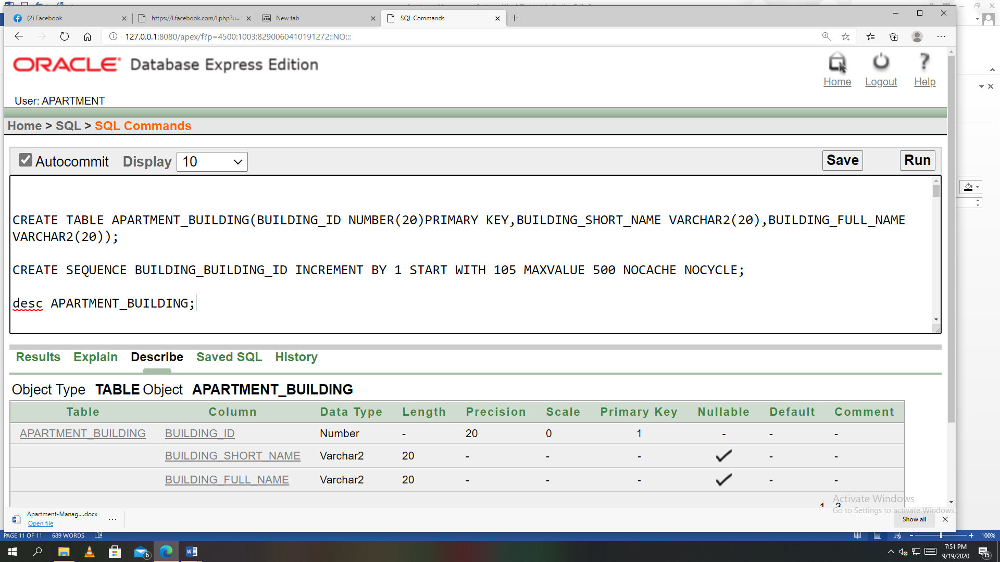 (2) Facebook
https://l.facebook.com/l.php?u=
New tab
SQL Commands
127.0.0.1:8080/apex/f?p=4500:1003:8290060410191272::NO:::
ORACLE Database Express Edition
Home Logout Help
User: APARTMENT
Home > SQL > SQL Commands
Autocommit Display 10 Save Run
CREATE TABLE APARTMENT_BUILDING(BUILDING_ID NUMBER(20)PRIMARY KEY,BUILDING_SHORT_NAME VARCHAR2(20),BUILDING_FULL_NAME
VARCHAR2(20));
CREATE SEQUENCE BUILDING_BUILDING_ID INCREMENT BY 1 START WITH 105 MAXVALUE 500 NOCACHE NOCYCLE;
desc APARTMENT_BUILDING;
Results Explain Describe Saved SQL History
Object Type TABLE Object APARTMENT_BUILDING
Table Column Data Type Length Precision Scale Primary Key Nullable Default Comment
APARTMENT_BUILDING BUILDING_ID Number - 20 0 1 - - -
BUILDING_SHORT_NAME Varchar2 20 - - - - -
BUILDING_FULL_NAME Varchar2 20 - - - - -
1 3
Activate Windows
Go to Settings to activate Windows.
Apartment-Manag....docx
Open file
Show all
PAGE 11 OF 11 689 WORDS 100%
6
7:51 PM
9/19/2020
15